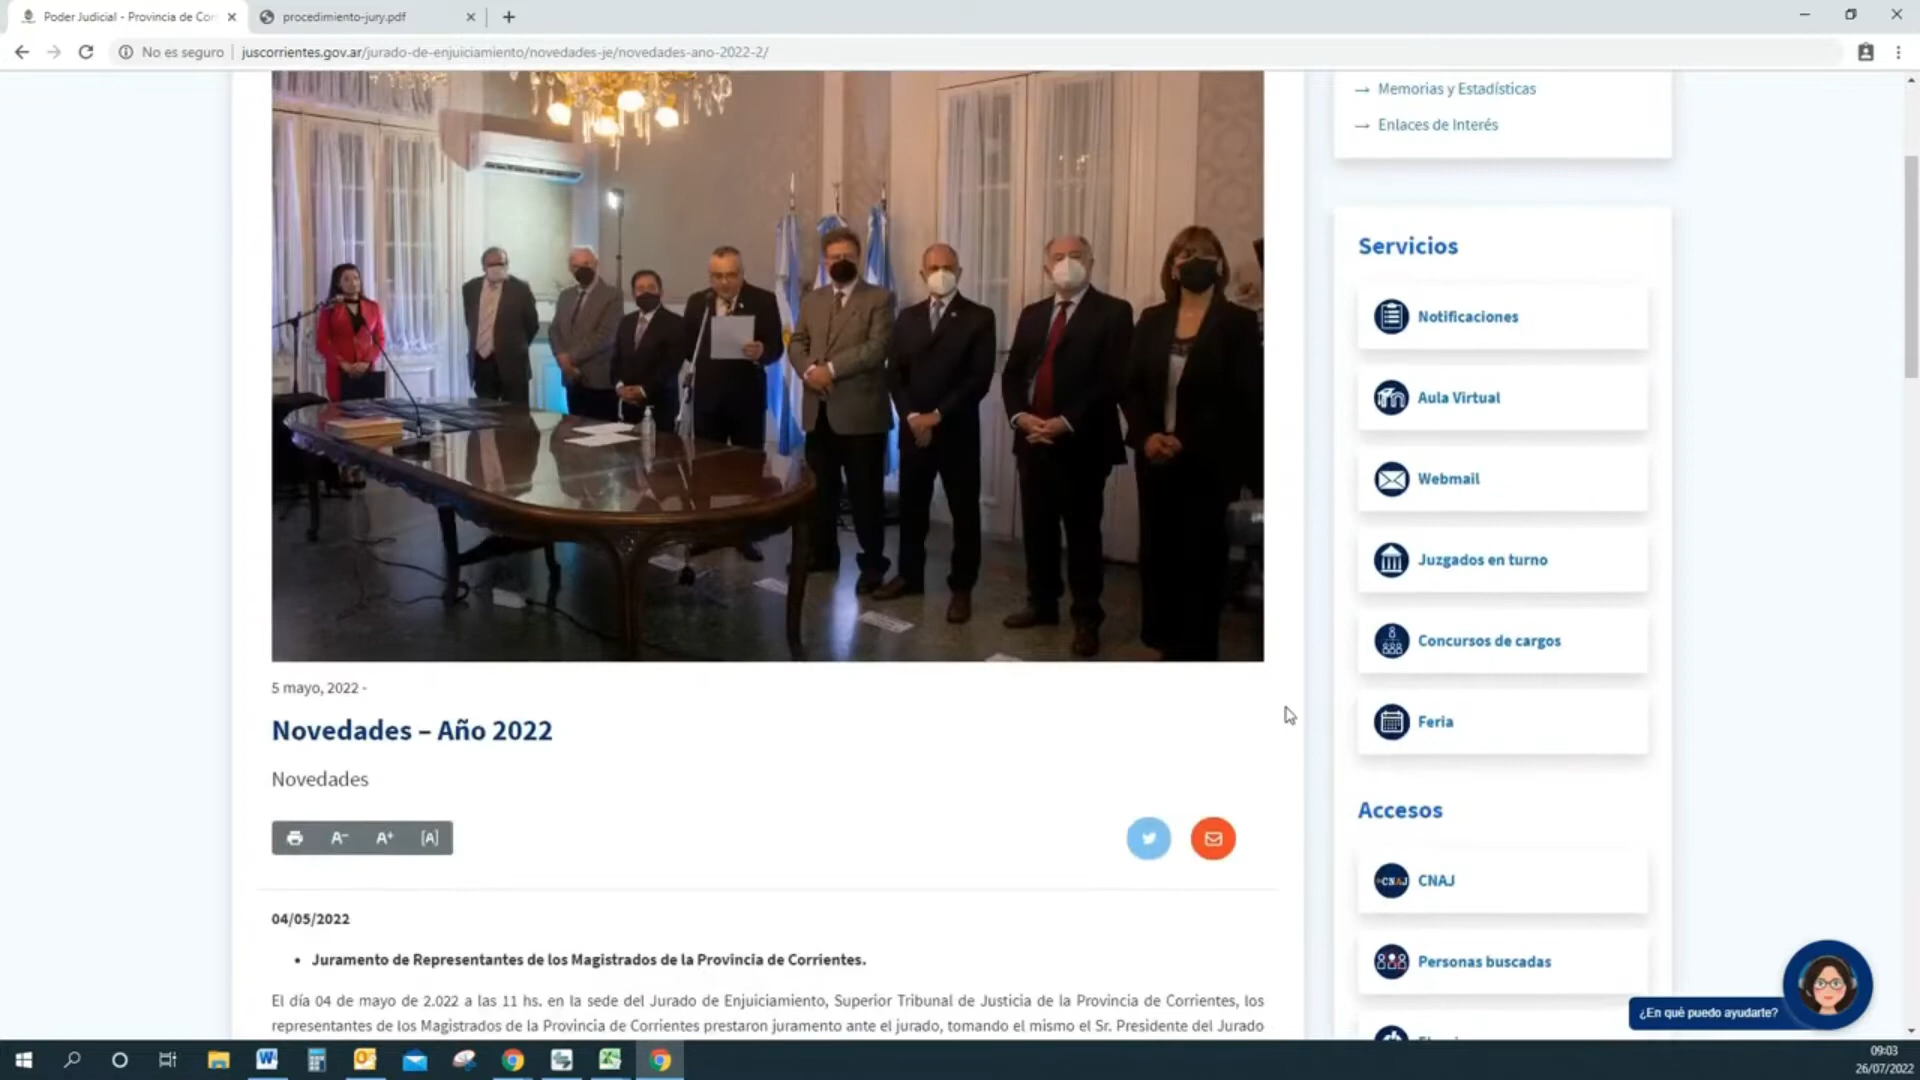 Poder Judicial - Provincia de Cor
procedimiento-jury.pdf
No es seguro
juscorrientes.gov.ar/jurado-de-enjuiciamiento/novedades-je/novedades-ano-2022-2/
Memorias y Estadísticas
Enlaces de Interés
Servicios
Notificaciones
Aula Virtual
Webmail
Juzgados en turno
Concursos de cargos
Feria
5 mayo, 2022 -
Novedades – Año 2022
Novedades
A⁻ A⁺ [A]
Accesos
CNAJ
CNAJ
Personas buscadas
04/05/2022
• Juramento de Representantes de los Magistrados de la Provincia de Corrientes.
El día 04 de mayo de 2.022 a las 11 hs. en la sede del Jurado de Enjuiciamiento, Superior Tribunal de Justicia de la Provincia de Corrientes, los
representantes de los Magistrados de la Provincia de Corrientes prestaron juramento ante el jurado, tomando el mismo el Sr. Presidente del Jurado
¿En qué puedo ayudarte?
09:03
26/07/2022